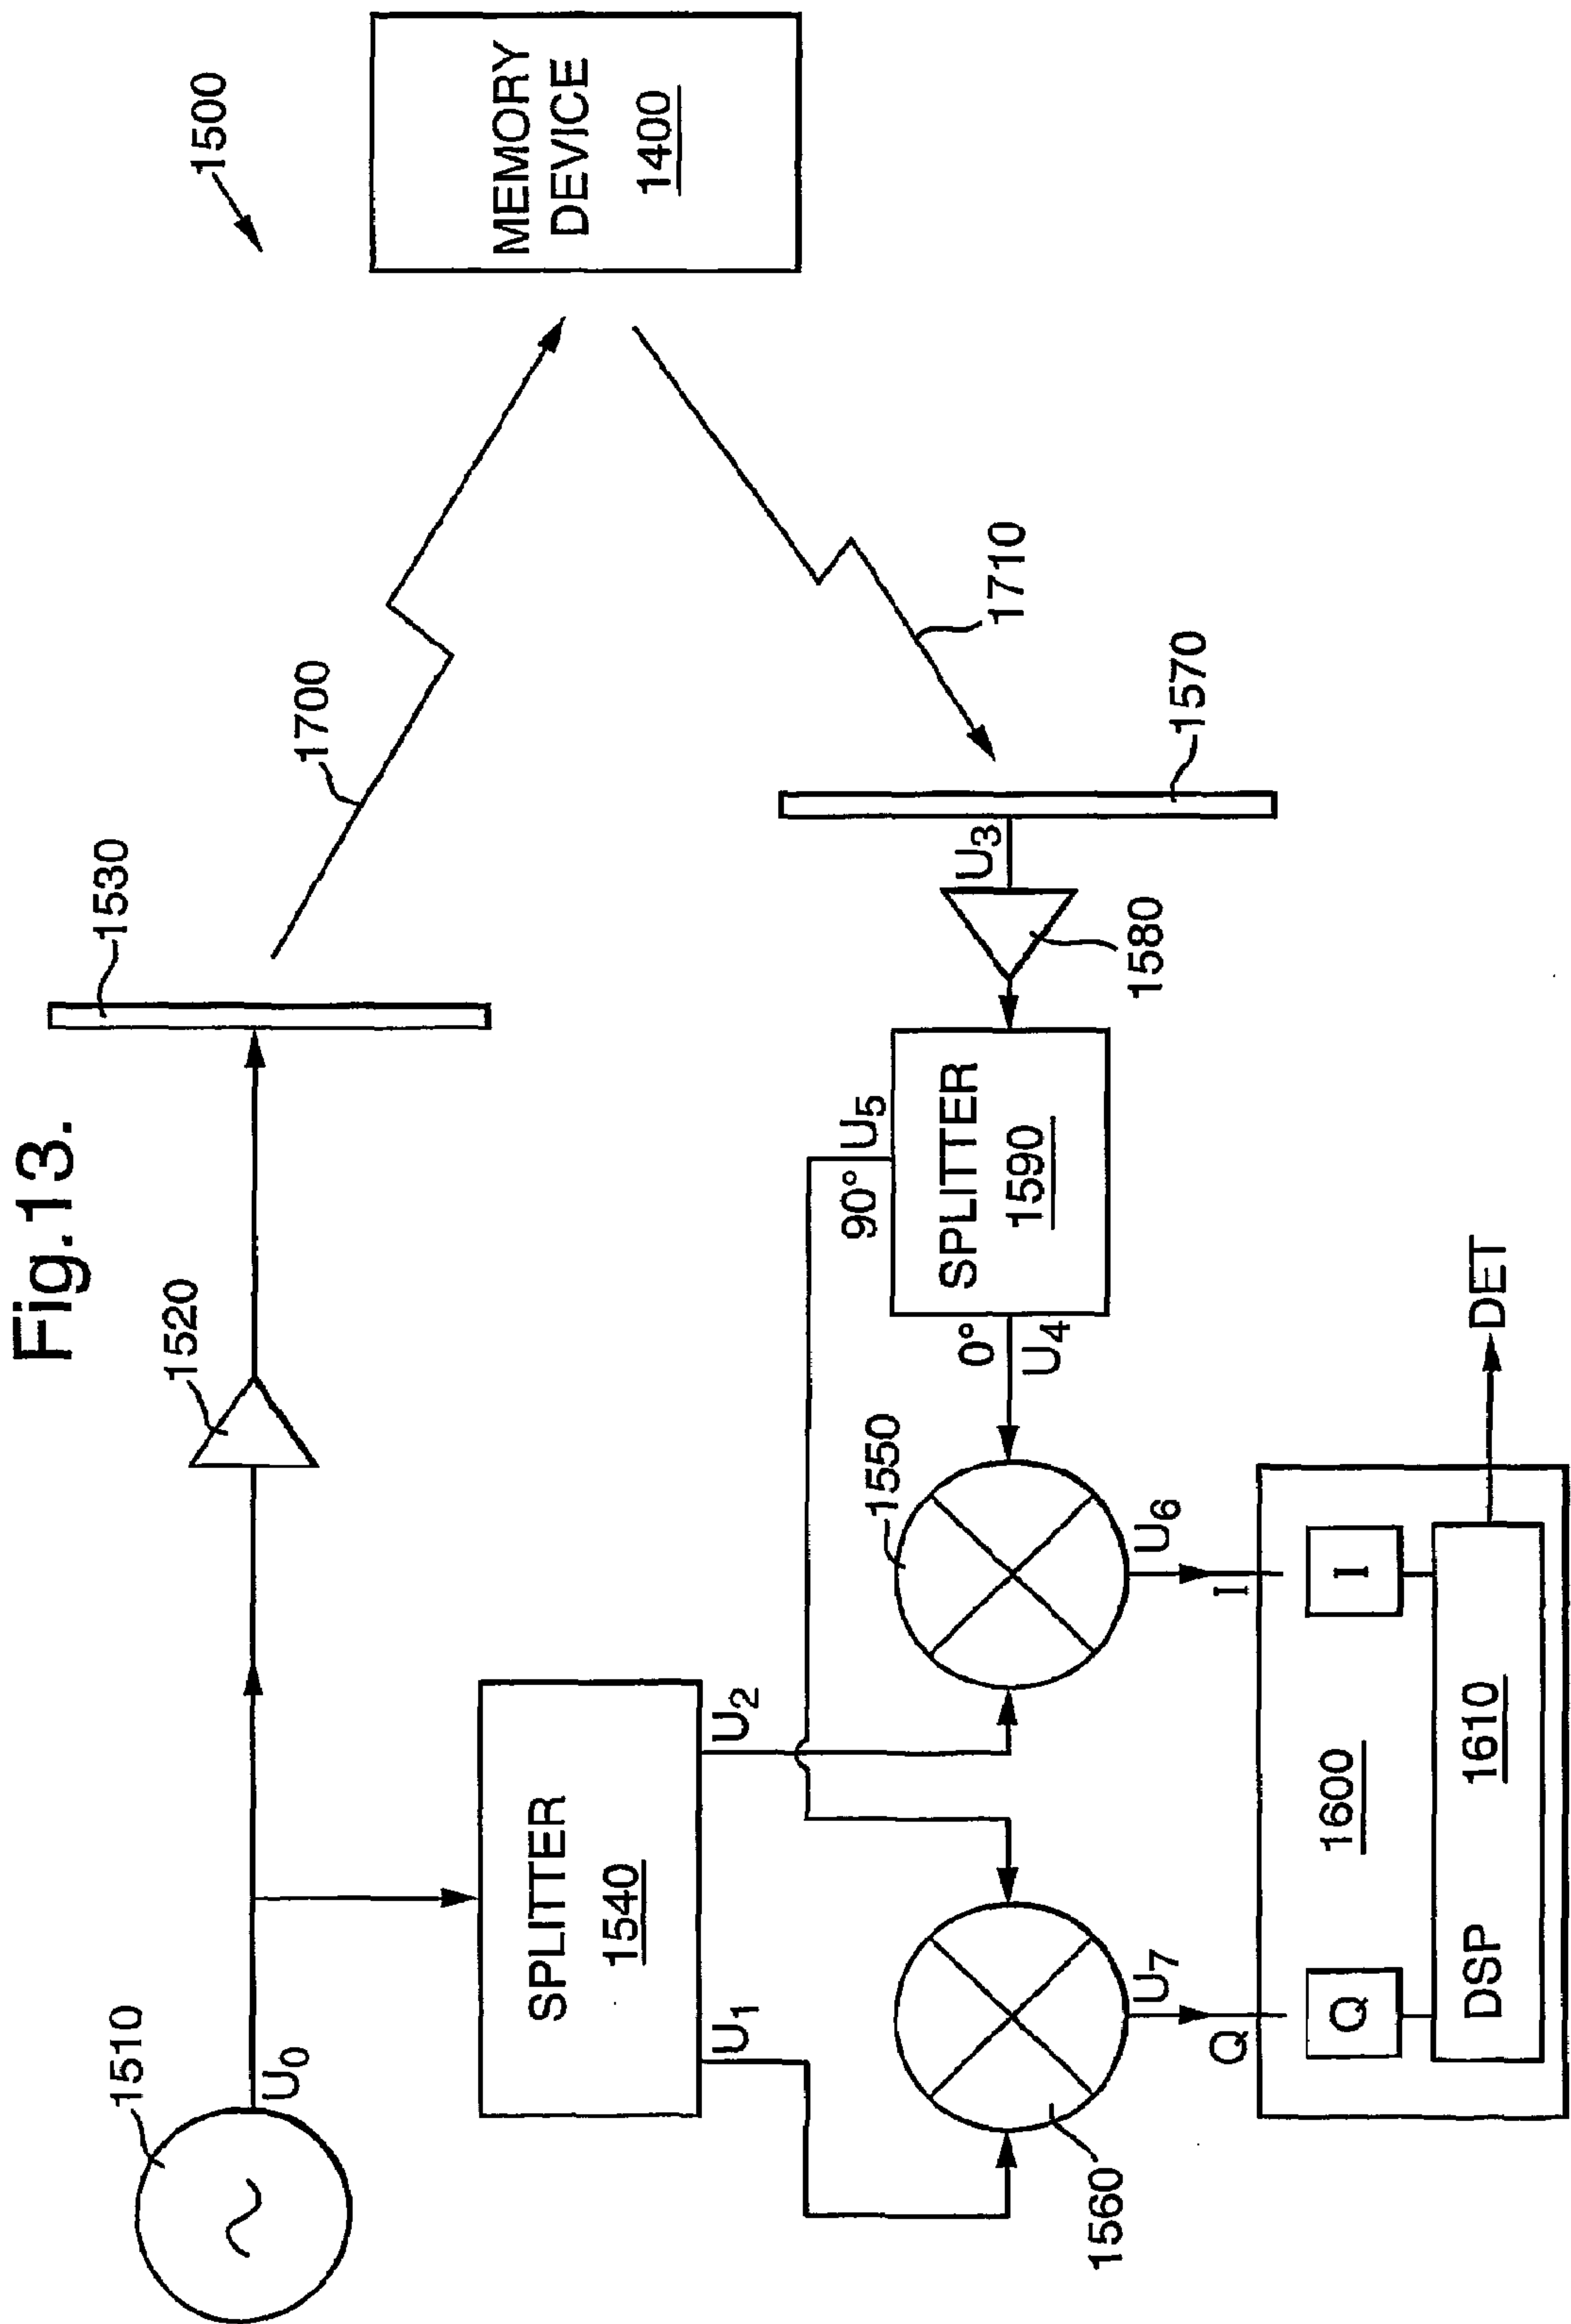 Fig.13.
1510
U0
1520
1530
1700
1500
MEMORY
DEVICE
1400
SPLITTER
1540
U1
U2
1710
1570
U3
1580
SPLITTER
1590
90°
U5
0°
U4
1550
1560
U6
I
U7
Q
1600
I
Q
DSP
1610
DET